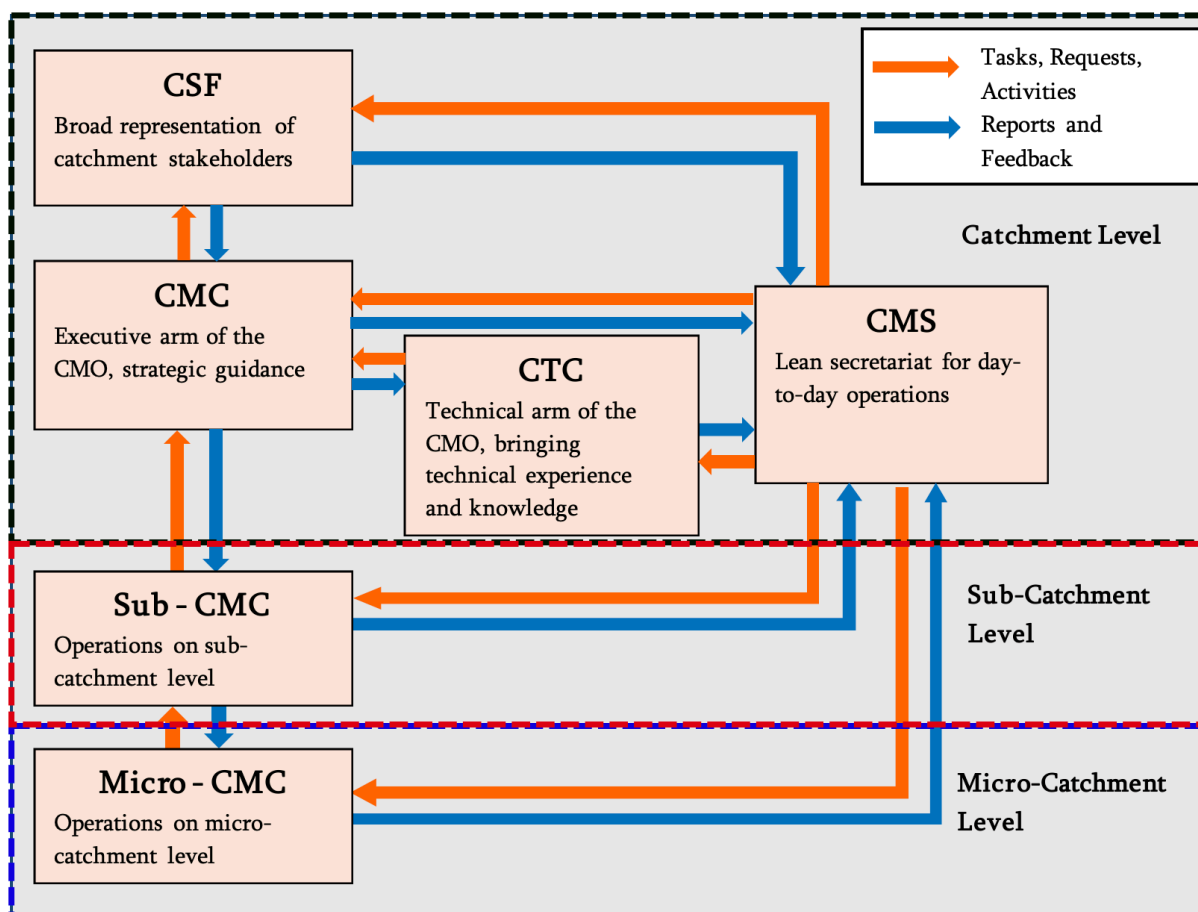 CSF
Broad representation of
catchment stakeholders
Tasks, Requests,
Activities
Reports and
Feedback
Catchment Level
CMC
Executive arm of the
CMO, strategic guidance
CTC
Technical arm of the
CMO, bringing
technical experience
and knowledge
CMS
Lean secretariat for day-
to-day operations
Sub - CMC
Operations on sub-
catchment level
Sub-Catchment
Level
Micro - CMC
Operations on micro-
catchment level
Micro-Catchment
Level